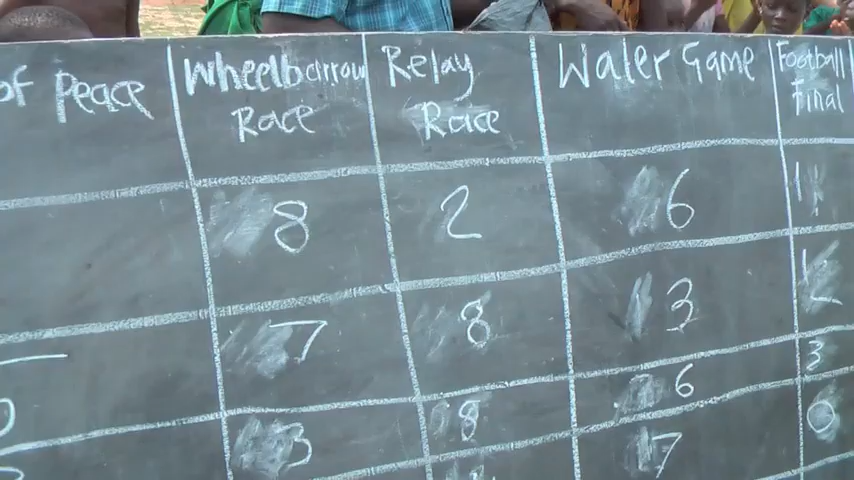 of Peace
Wheelbarrow
Race
Relay
Race
Water Game
Football
Final
8
2
6
7
8
3
3
8
6
3
7
0